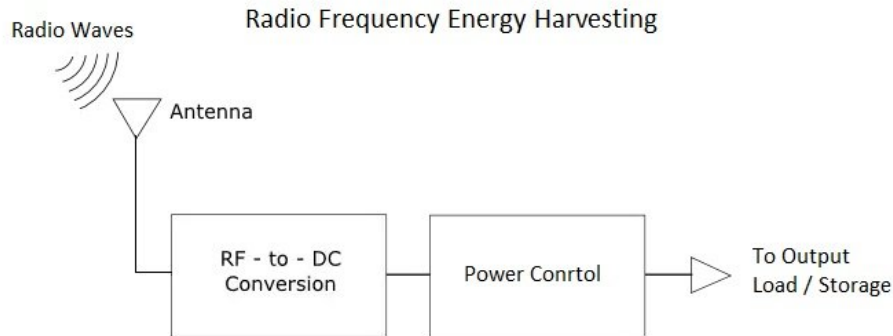 Radio Frequency Energy Harvesting
Radio Waves
Antenna
RF - to - DC
Conversion
Power Conrtol
To Output
Load / Storage